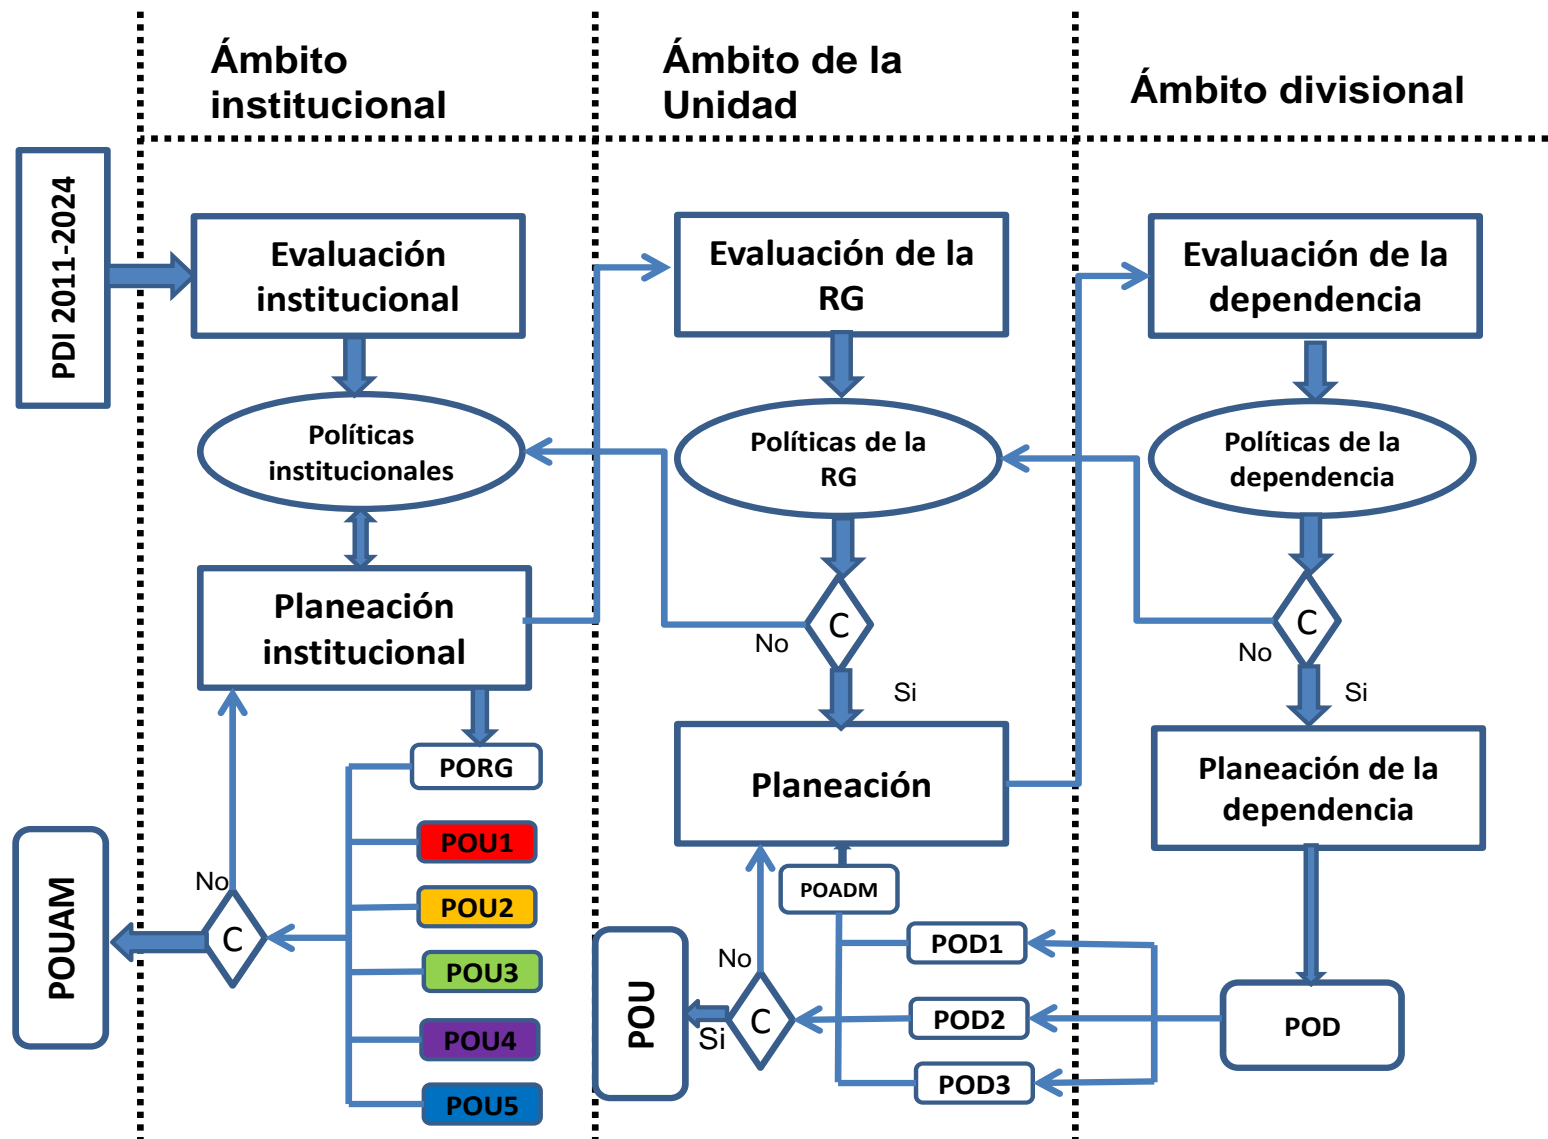 Ámbito
institucional
Ámbito de la
Unidad
Ámbito divisional
PDI 2011-2024
Evaluación
institucional
Políticas
institucionales
Planeación
institucional
PORG
POU1
POU2
POU3
POU4
POU5
No
C
POUAM
Evaluación de la
RG
Políticas de la
RG
C
No
Si
Planeación
POADM
POD1
POD2
POD3
No
C
Si
POU
Evaluación de la
dependencia
Políticas de la
dependencia
C
No
Si
Planeación de la
dependencia
POD